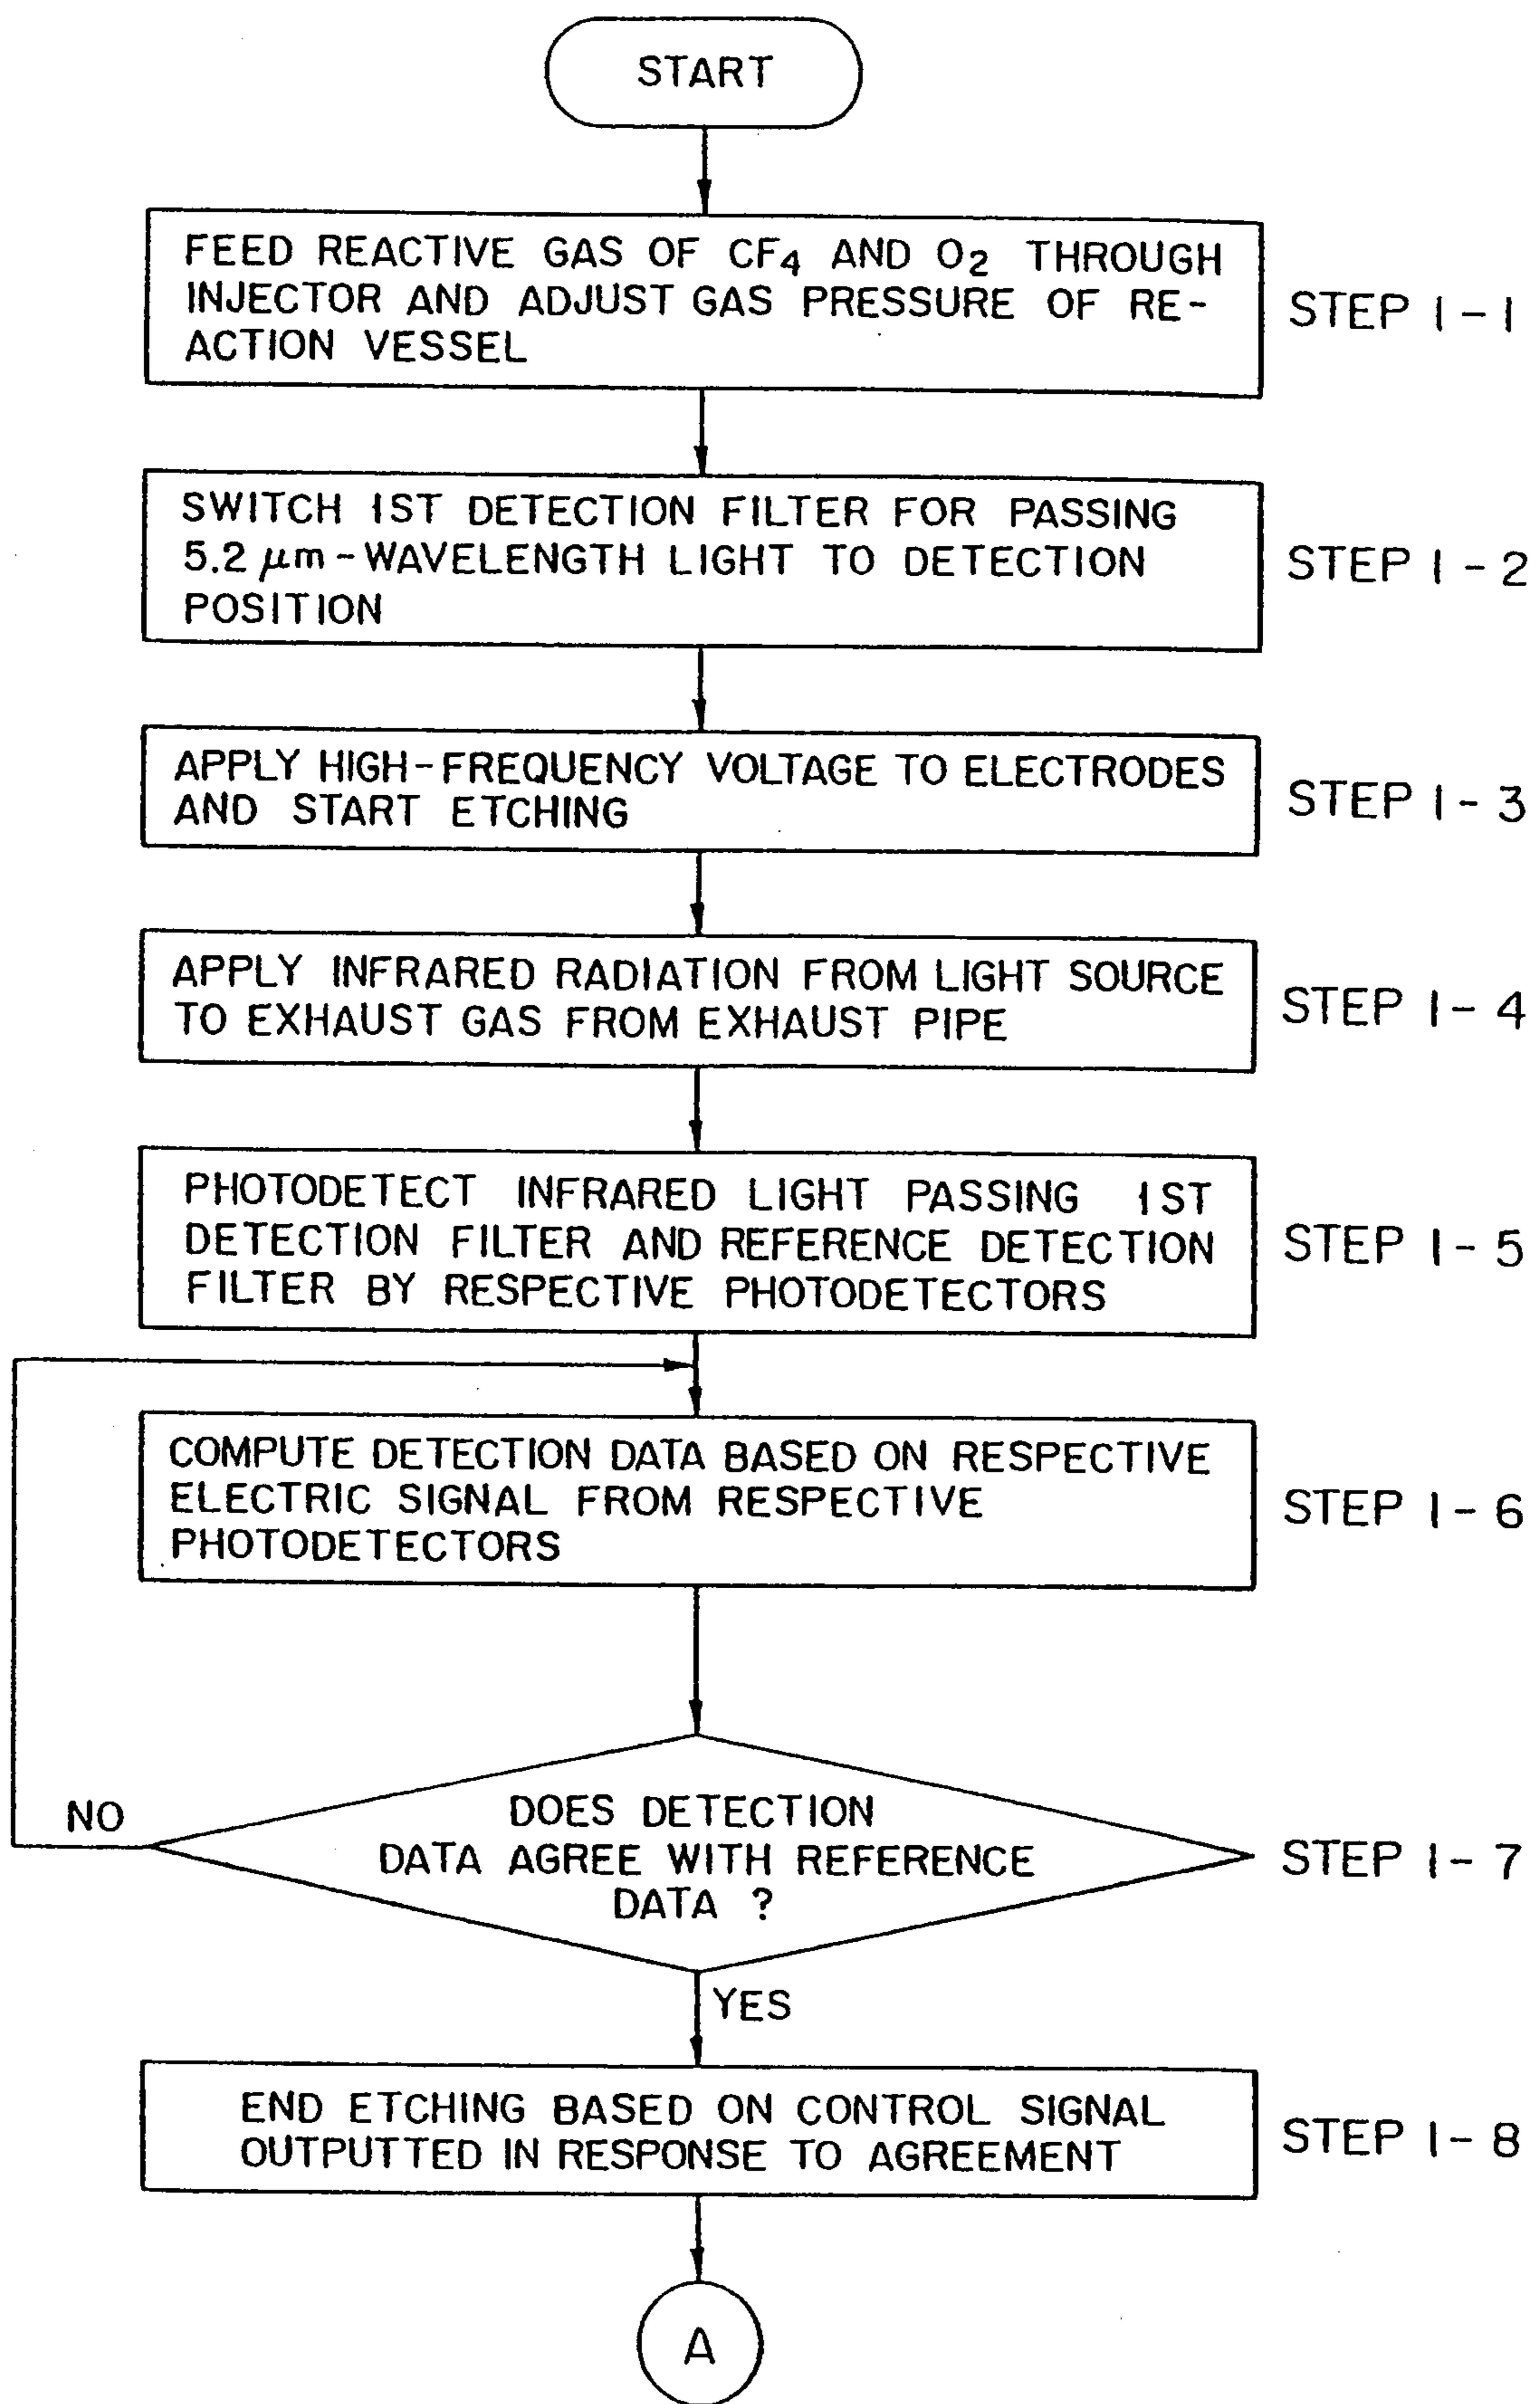 START
FEED REACTIVE GAS OF CF4 AND O2 THROUGH
INJECTOR AND ADJUST GAS PRESSURE OF RE-
ACTION VESSEL
STEP 1-1
SWITCH 1ST DETECTION FILTER FOR PASSING
5.2 μm-WAVELENGTH LIGHT TO DETECTION
POSITION
STEP 1-2
APPLY HIGH-FREQUENCY VOLTAGE TO ELECTRODES
AND START ETCHING
STEP 1-3
APPLY INFRARED RADIATION FROM LIGHT SOURCE
TO EXHAUST GAS FROM EXHAUST PIPE
STEP 1-4
PHOTODETECT INFRARED LIGHT PASSING 1ST
DETECTION FILTER AND REFERENCE DETECTION
FILTER BY RESPECTIVE PHOTODETECTORS
STEP 1-5
COMPUTE DETECTION DATA BASED ON RESPECTIVE
ELECTRIC SIGNAL FROM RESPECTIVE
PHOTODETECTORS
STEP 1-6
NO
DOES DETECTION
DATA AGREE WITH REFERENCE
DATA ?
STEP 1-7
YES
END ETCHING BASED ON CONTROL SIGNAL
OUTPUTTED IN RESPONSE TO AGREEMENT
STEP 1-8
A